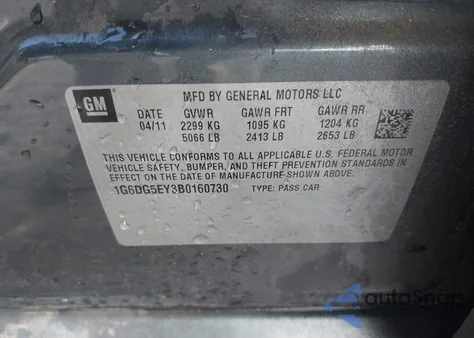 MFD BY GENERAL MOTORS LLC
GM
DATE GVWR GAWR FRT GAWR RR
04/11 2299 KG 1095 KG 1204 KG
5066 LB 2413 LB 2653 LB
THIS VEHICLE CONFORMS TO ALL APPLICABLE U.S. FEDERAL MOTOR
VEHICLE SAFETY, BUMPER, AND THEFT PREVENTION STANDARDS
IN EFFECT ON THE DATE OF MANUFACTURE SHOWN ABOVE.
1G6DG5EY3B0160730 TYPE: PASS CAR
autoSnap